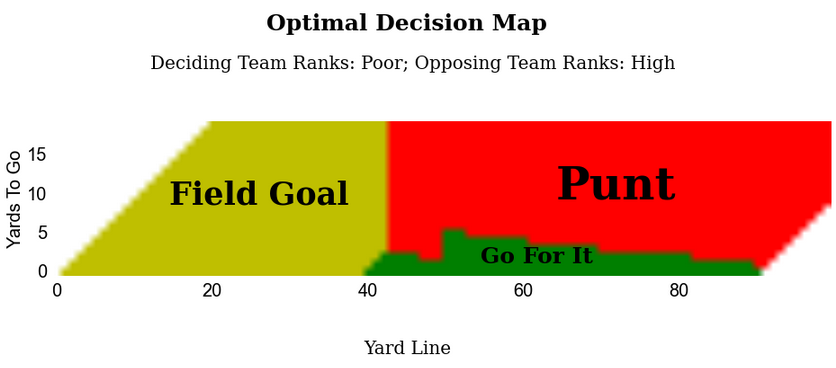 Optimal Decision Map
Deciding Team Ranks: Poor; Opposing Team Ranks: High
Yards To Go
15
10
5
0
Field Goal
Punt
Go For It
0 20 40 60 80
Yard Line